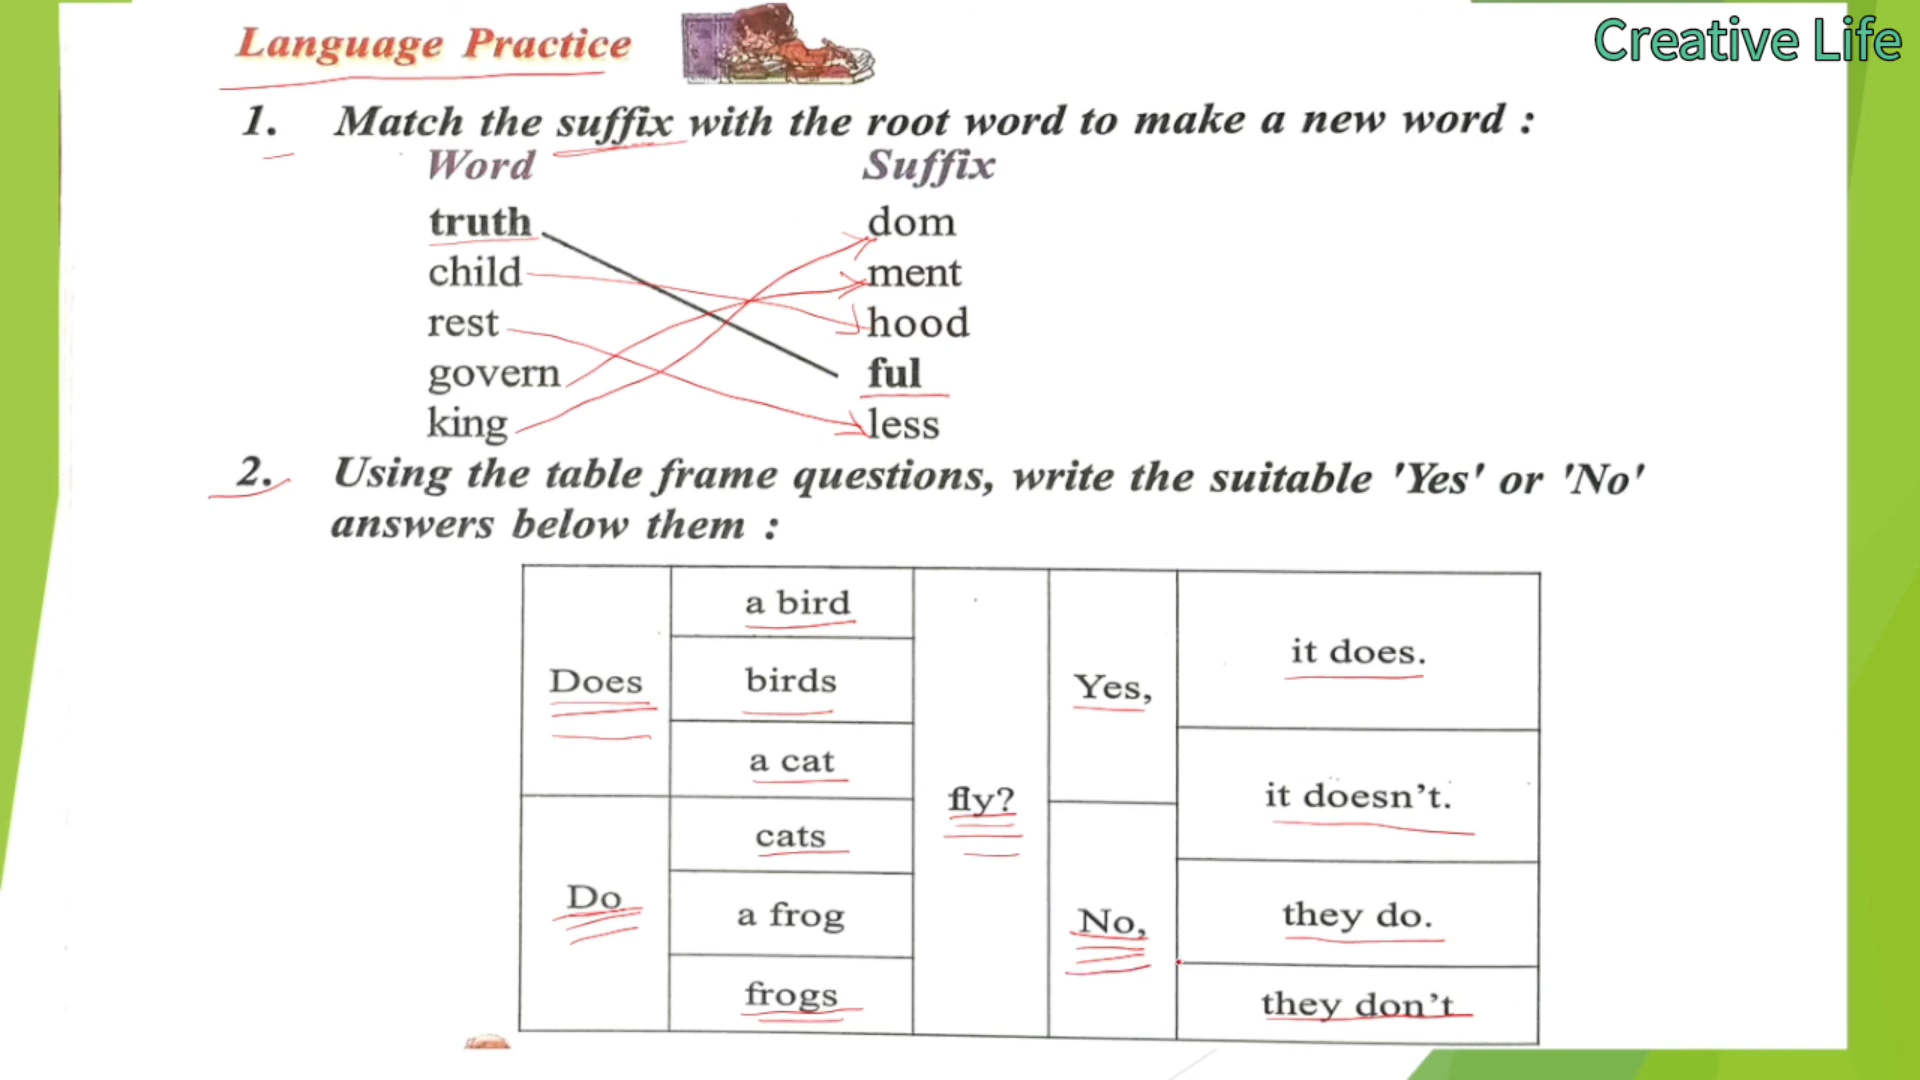 Creative Life
Language Practice
1. Match the suffix with the root word to make a new word :
Word Suffix
truth dom
child ment
rest hood
govern ful
king less
2. Using the table frame questions, write the suitable 'Yes' or 'No'
answers below them :
Does
Do
a bird
birds
a cat
cats
a frog
frogs
fly?
Yes,
No,
it does.
it doesn't.
they do.
they don't